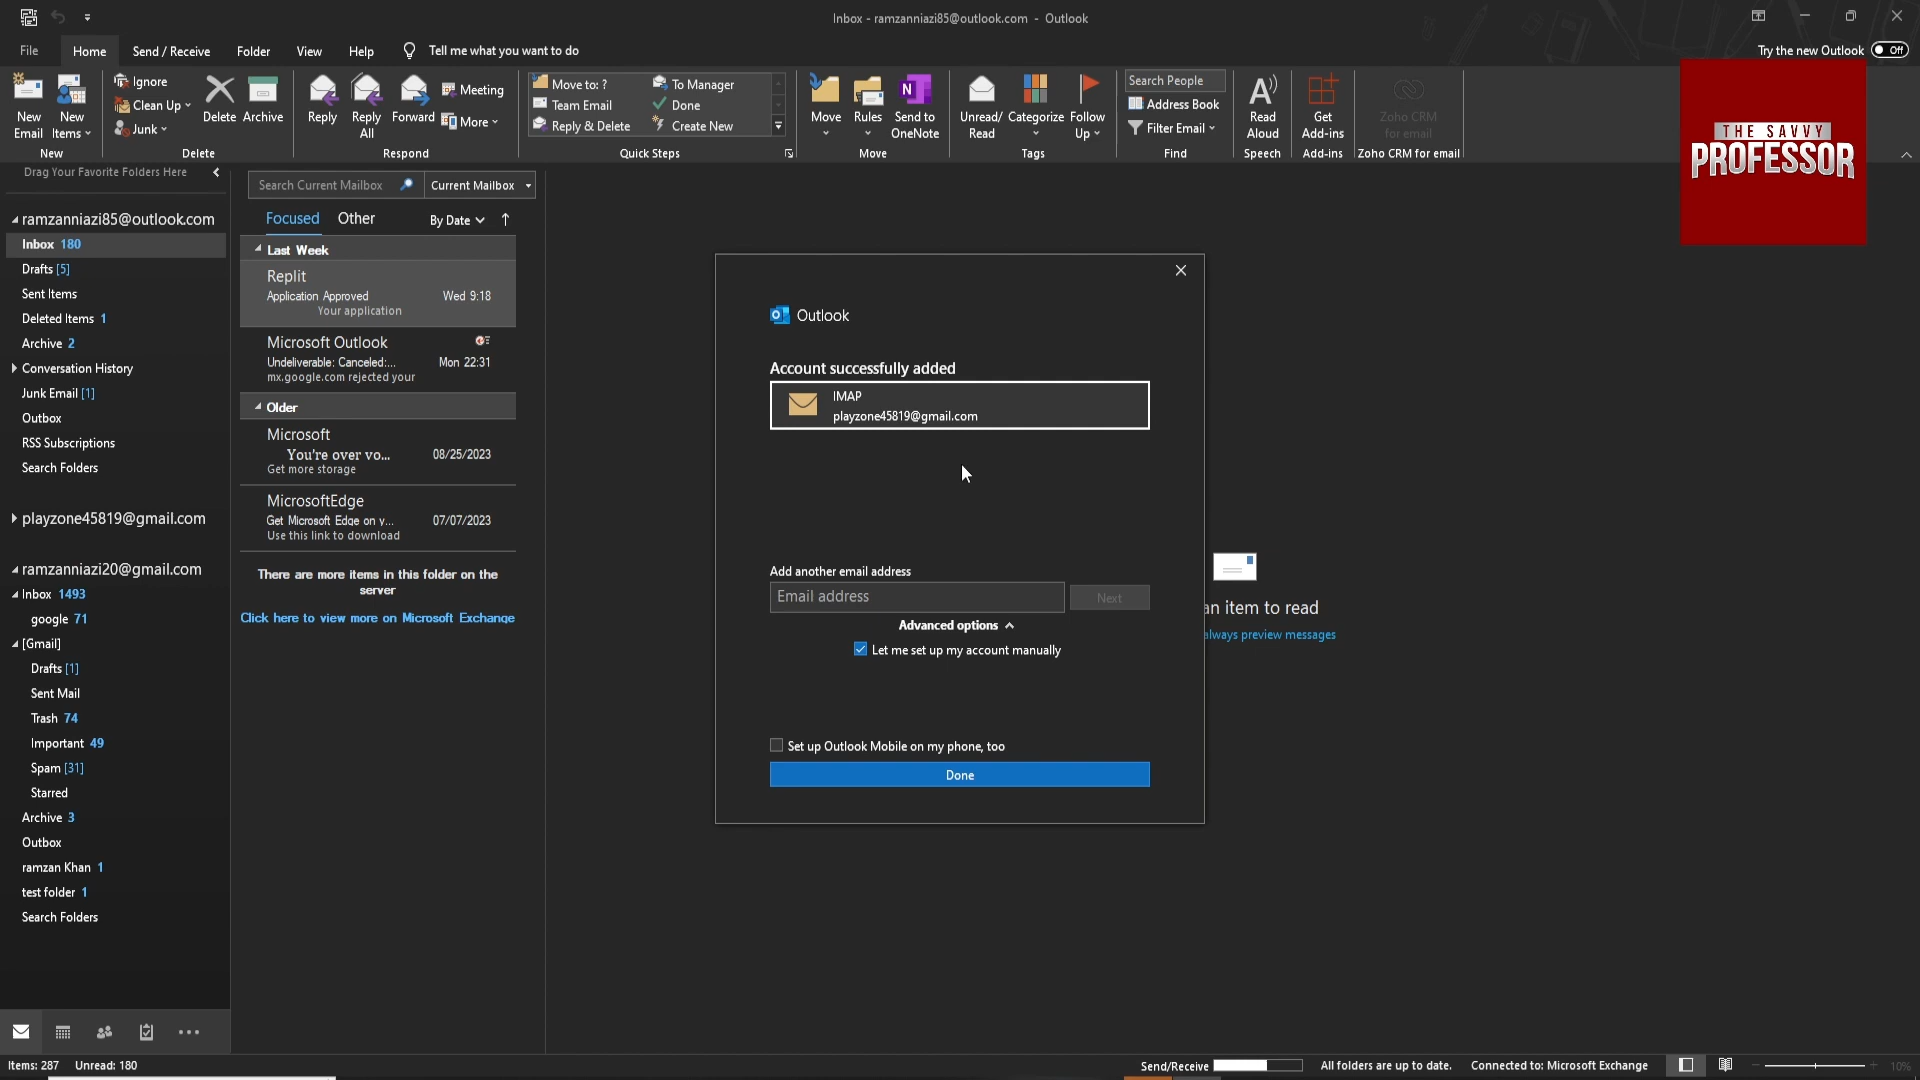 Inbox - ramzanniazi85@outlook.com - Outlook
File
Home
Send / Receive
Folder
View
Help
Tell me what you want to do
Try the new Outlook
Off
New
Email
New
Items
New
Ignore
Clean Up
Junk
Delete
Archive
Delete
Reply
Reply
All
Forward
Meeting
More
Respond
Move to: ?
Team Email
Reply & Delete
To Manager
Done
Create New
Quick Steps
Move
Rules
Send to
OneNote
Move
Unread/
Read
Categorize
Follow
Up
Tags
Search People
Address Book
Filter Email
Find
Read
Aloud
Speech
Get
Add-ins
Add-ins
Zoho CRM
for email
Zoho CRM for email
THE SAVVY
PROFESSOR
Drag Your Favorite Folders Here
ramzanniazi85@outlook.com
Inbox 180
Drafts [5]
Sent Items
Deleted Items 1
Archive 2
Conversation History
Junk Email [1]
Outbox
RSS Subscriptions
Search Folders
playzone45819@gmail.com
ramzanniazi20@gmail.com
Inbox 1493
google 71
[Gmail]
Drafts [1]
Sent Mail
Trash 74
Important 49
Spam [31]
Starred
Archive 3
Outbox
ramzan Khan 1
test folder 1
Search Folders
Search Current Mailbox
Current Mailbox
Focused
Other
By Date
Last Week
Replit
Application Approved Wed 9:18
Your application
Microsoft Outlook
Undeliverable: Canceled:... Mon 22:31
mx.google.com rejected your
Older
Microsoft
You're over vo... 08/25/2023
Get more storage
MicrosoftEdge
Get Microsoft Edge on y... 07/07/2023
Use this link to download
There are more items in this folder on the
server
Click here to view more on Microsoft Exchange
Outlook
Account successfully added
IMAP
playzone45819@gmail.com
Add another email address
Email address
Next
Advanced options
Let me set up my account manually
Set up Outlook Mobile on my phone, too
Done
an item to read
always preview messages
Items: 287
Unread: 180
Send/Receive
All folders are up to date.
Connected to: Microsoft Exchange
10%